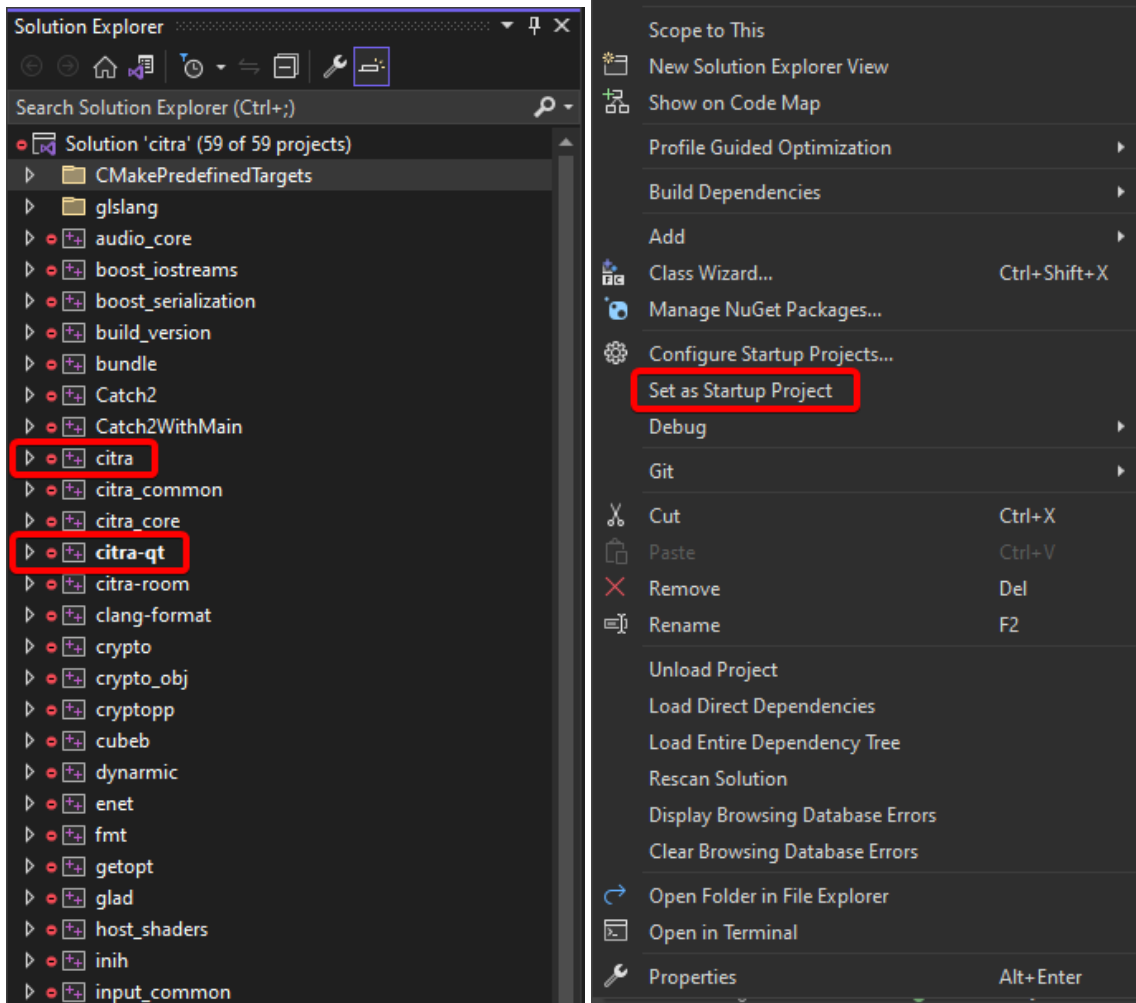 Solution Explorer
Search Solution Explorer (Ctrl+;)
Solution 'citra' (59 of 59 projects)
CMakePredefinedTargets
glslang
audio_core
boost_iostreams
boost_serialization
build_version
bundle
Catch2
Catch2WithMain
citra
citra_common
citra_core
citra-qt
citra-room
clang-format
crypto
crypto_obj
cryptopp
cubeb
dynarmic
enet
fmt
getopt
glad
host_shaders
inih
input_common
Scope to This
New Solution Explorer View
Show on Code Map
Profile Guided Optimization
Build Dependencies
Add
Class Wizard... Ctrl+Shift+X
Manage NuGet Packages...
Configure Startup Projects...
Set as Startup Project
Debug
Git
Cut Ctrl+X
Paste Ctrl+V
Remove Del
Rename F2
Unload Project
Load Direct Dependencies
Load Entire Dependency Tree
Rescan Solution
Display Browsing Database Errors
Clear Browsing Database Errors
Open Folder in File Explorer
Open in Terminal
Properties Alt+Enter